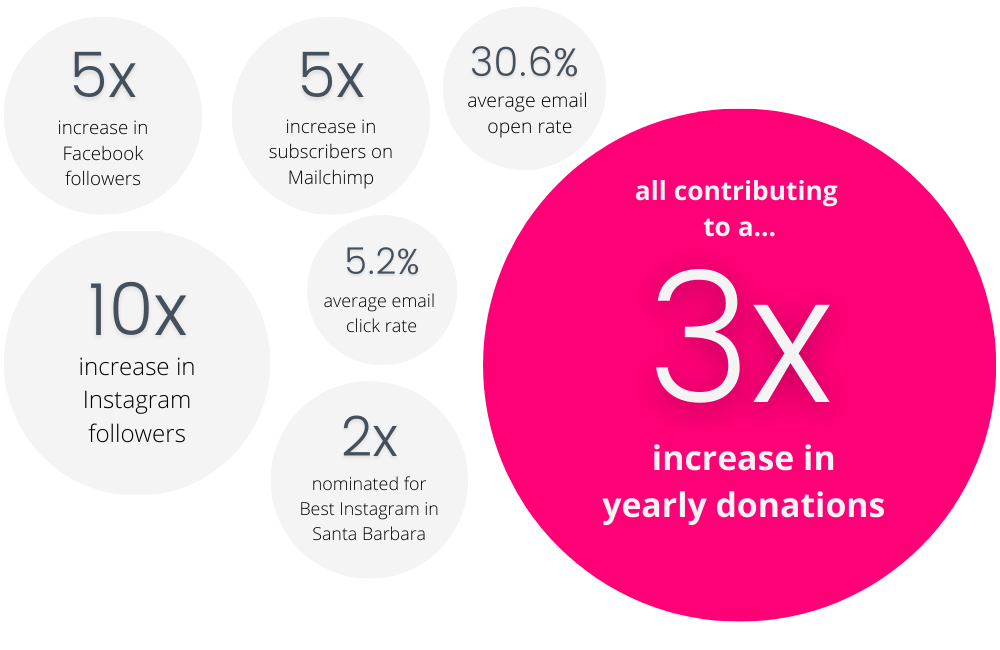 5x
increase in
Facebook
followers
5x
increase in
subscribers on
Mailchimp
30.6%
average email
open rate
10x
increase in
Instagram
followers
5.2%
average email
click rate
2x
nominated for
Best Instagram in
Santa Barbara
all contributing
to a...
3x
increase in
yearly donations